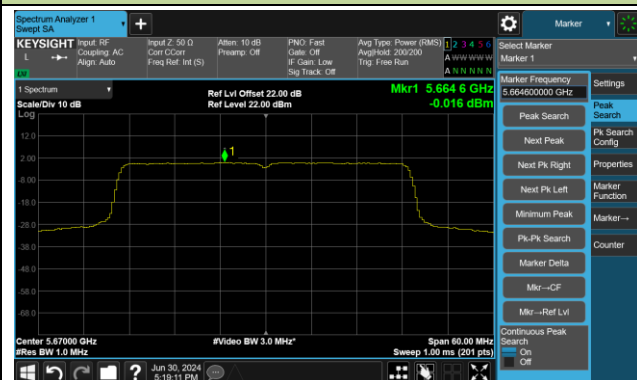 Spectrum Analyzer 1
Swept SA
Marker
KEYSIGHT
L
Input: RF
Coupling: AC
Align: Auto
Input Z: 50 Ω
Corr CCorr
Freq Ref: Int (S)
Atten: 10 dB
Preamp: Off
PNO: Fast
Gate: Off
IF Gain: Low
Sig Track: Off
Avg Type: Power (RMS)
Avg|Hold: 200/200
Trig: Free Run
1 2 3 4 5 6
A W W W W W
A N N N N N
Select Marker
Marker 1
1 Spectrum
Scale/Div 10 dB
Log
Ref Lvl Offset 22.00 dB
Ref Level 22.00 dBm
Mkr1 5.664 6 GHz
-0.016 dBm
12.0
2.00
-8.00
-18.0
-28.0
-38.0
-48.0
-58.0
-68.0
1
Center 5.67000 GHz
#Res BW 1.0 MHz
#Video BW 3.0 MHz*
Span 60.00 MHz
Sweep 1.00 ms (201 pts)
Marker Frequency
5.664600000 GHz
Peak Search
Next Peak
Next Pk Right
Next Pk Left
Minimum Peak
Pk-Pk Search
Marker Delta
Mkr→CF
Mkr→Ref Lvl
Continuous Peak
Search
On
Off
Settings
Peak
Search
Pk Search
Config
Properties
Marker
Function
Marker→
Counter
?
Jun 30, 2024
5:19:11 PM